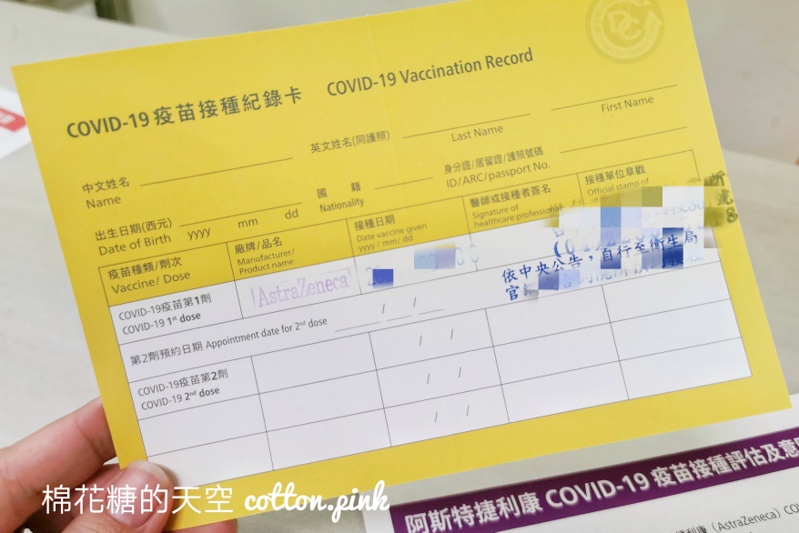 COVID-19 疫苗接種紀錄卡 COVID-19 Vaccination Record
中文姓名
Name
英文姓名(同護照)
Last Name
First Name
出生日期(西元)
Date of Birth yyyy mm dd
國 籍
Nationality
身分證/居留證/護照號碼
ID/ARC/passport No.
疫苗種類/劑次
Vaccine/ Dose
廠牌/品名
Manufacturer/
Product name
接種日期
Date vaccine given
yyyy / mm / dd
醫師或接種者簽名
Signature of
healthcare professional
接種單位章戳
Official stamp of
COVID-19疫苗第1劑
COVID-19 1st dose
AstraZeneca
依中央公告，自行至衛生局
官
第2劑預約日期 Appointment date for 2nd dose / /
/ /
COVID-19疫苗第2劑
COVID-19 2nd dose
/ /
/ /
棉花糖的天空 cotton.pink
阿斯特捷利康 COVID-19 疫苗接種評估及意
（AstraZeneca）